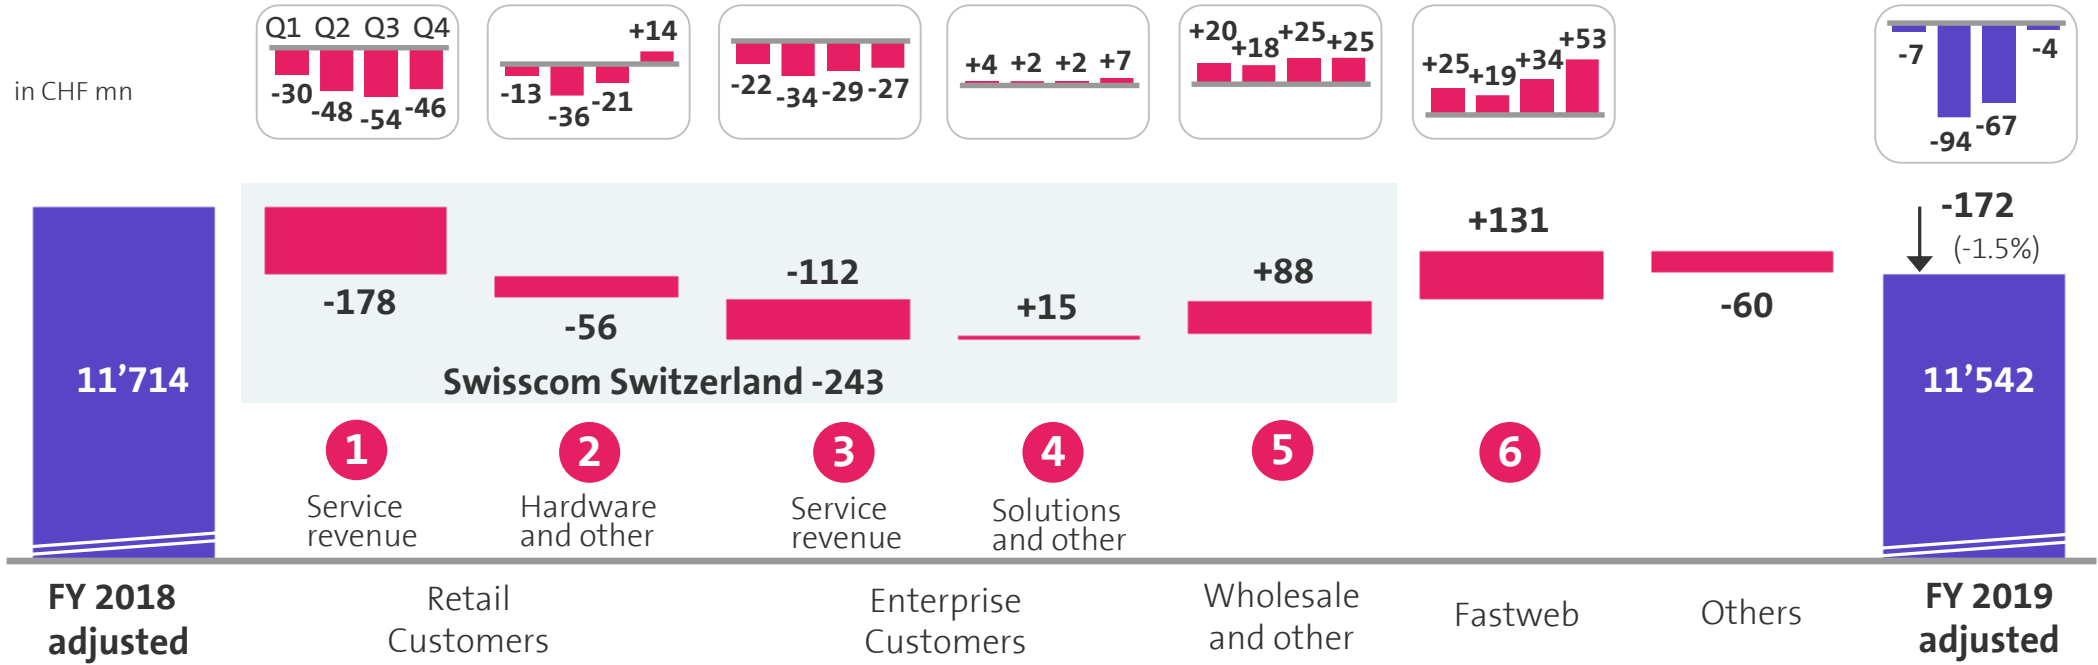 Q1 Q2 Q3 Q4
-30 -48 -54 -46
-13 -36 -21 +14
-22 -34 -29 -27
+4 +2 +2 +7
+20 +18 +25 +25
+25 +19 +34 +53
-7 -94 -67 -4
in CHF mn
11’714
-178
-56
-112
+15
+88
+131
-60
-172
(-1.5%)
11’542
Swisscom Switzerland -243
1
Service
revenue
2
Hardware
and other
3
Service
revenue
4
Solutions
and other
5
6
FY 2018
adjusted
Retail
Customers
Enterprise
Customers
Wholesale
and other
Fastweb
Others
FY 2019
adjusted